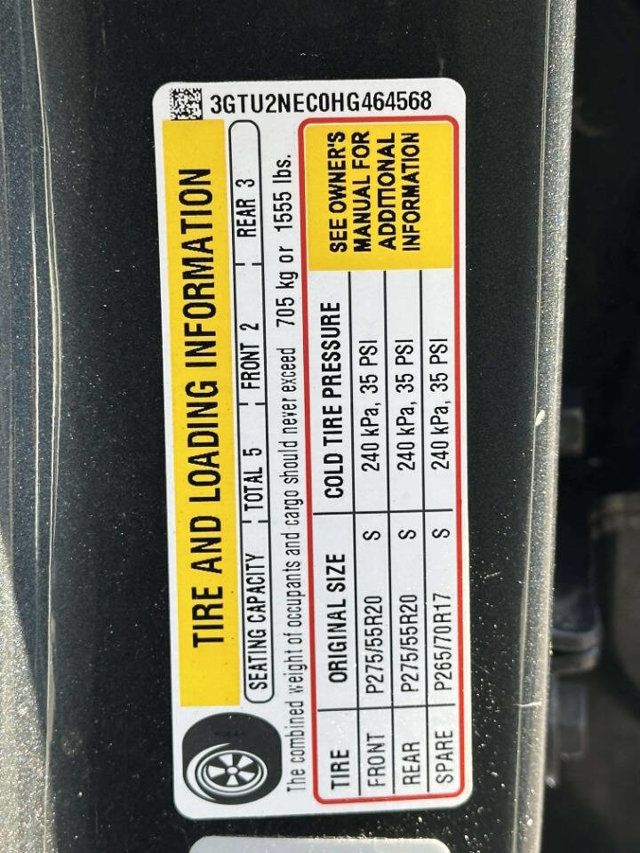 3GTU2NEC0HG464568
TIRE AND LOADING INFORMATION
SEATING CAPACITY TOTAL 5 FRONT 2 REAR 3
The combined weight of occupants and cargo should never exceed 705 kg or 1555 lbs.
TIRE ORIGINAL SIZE COLD TIRE PRESSURE
FRONT P275/55R20 S 240 kPa, 35 PSI
REAR P275/55R20 S 240 kPa, 35 PSI
SPARE P265/70R17 S 240 kPa, 35 PSI
SEE OWNER'S
MANUAL FOR
ADDITIONAL
INFORMATION